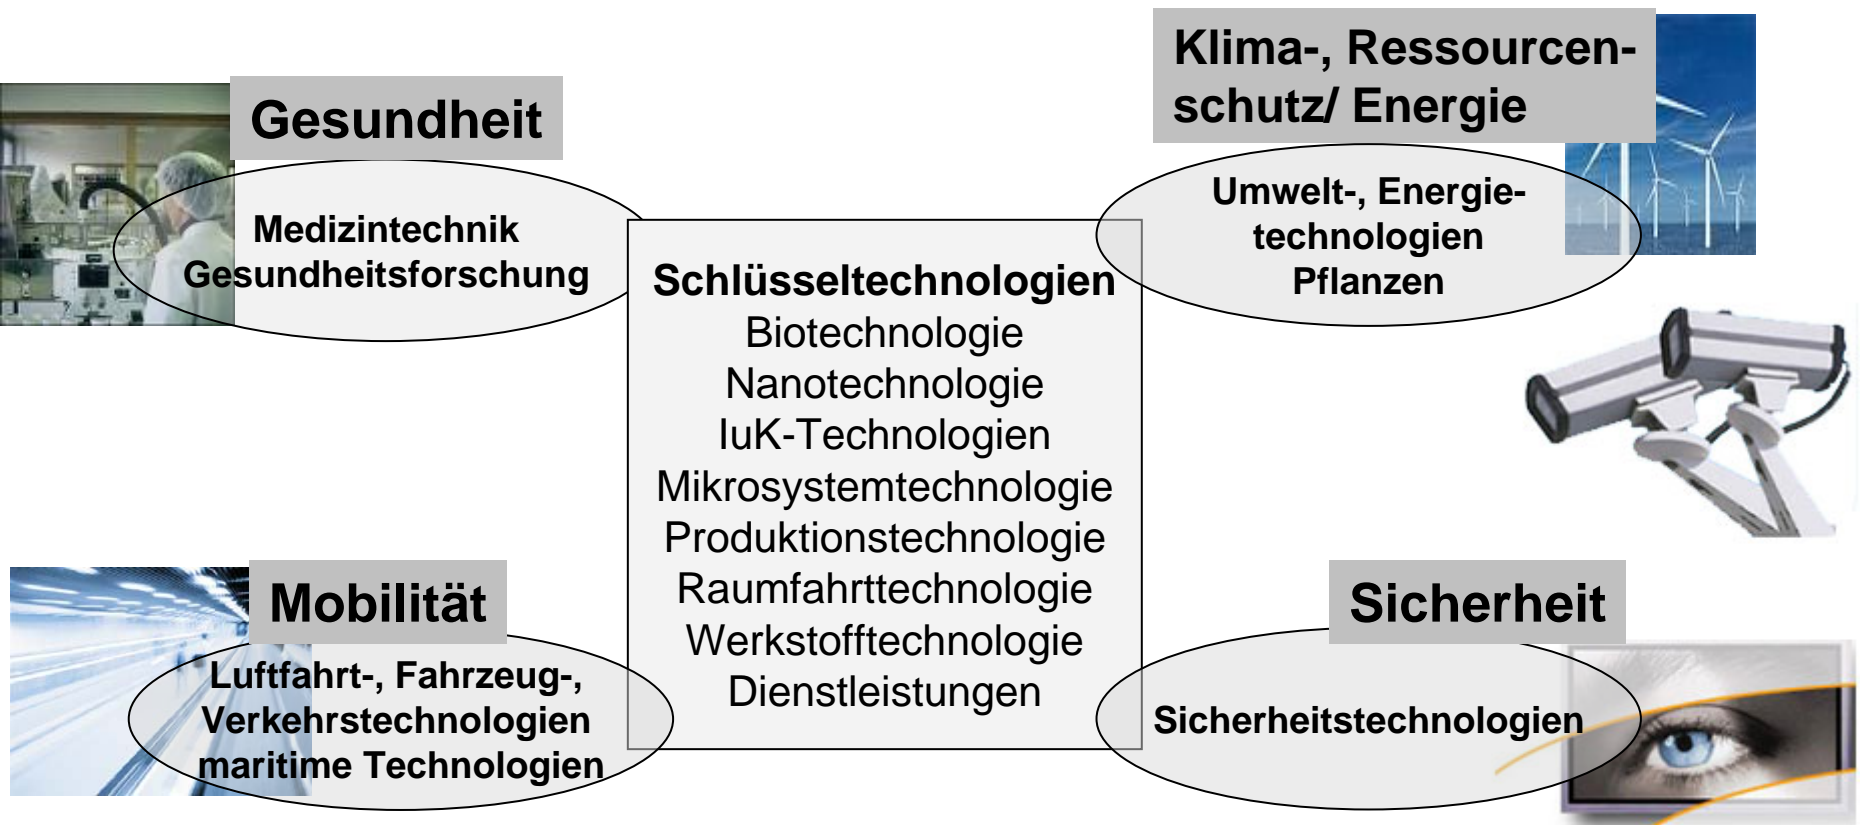 Gesundheit
Medizintechnik
Gesundheitsforschung
Klima-, Ressourcen-
schutz/ Energie
Umwelt-, Energie-
technologien
Pflanzen
Schlüsseltechnologien
Biotechnologie
Nanotechnologie
IuK-Technologien
Mikrosystemtechnologie
Produktionstechnologie
Raumfahrttechnologie
Werkstofftechnologie
Dienstleistungen
Mobilität
Luftfahrt-, Fahrzeug-,
Verkehrstechnologien
maritime Technologien
Sicherheit
Sicherheitstechnologien